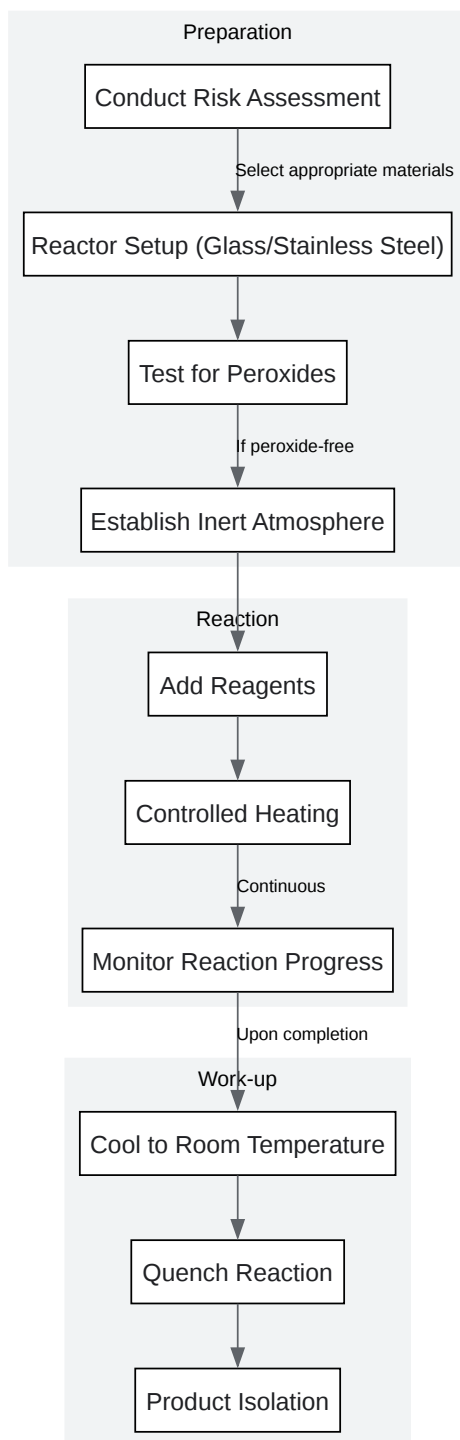 Preparation
Conduct Risk Assessment
Select appropriate materials
Reactor Setup (Glass/Stainless Steel)
Test for Peroxides
If peroxide-free
Establish Inert Atmosphere
Reaction
Add Reagents
Controlled Heating
Continuous
Monitor Reaction Progress
Upon completion
Work-up
Cool to Room Temperature
Quench Reaction
Product Isolation